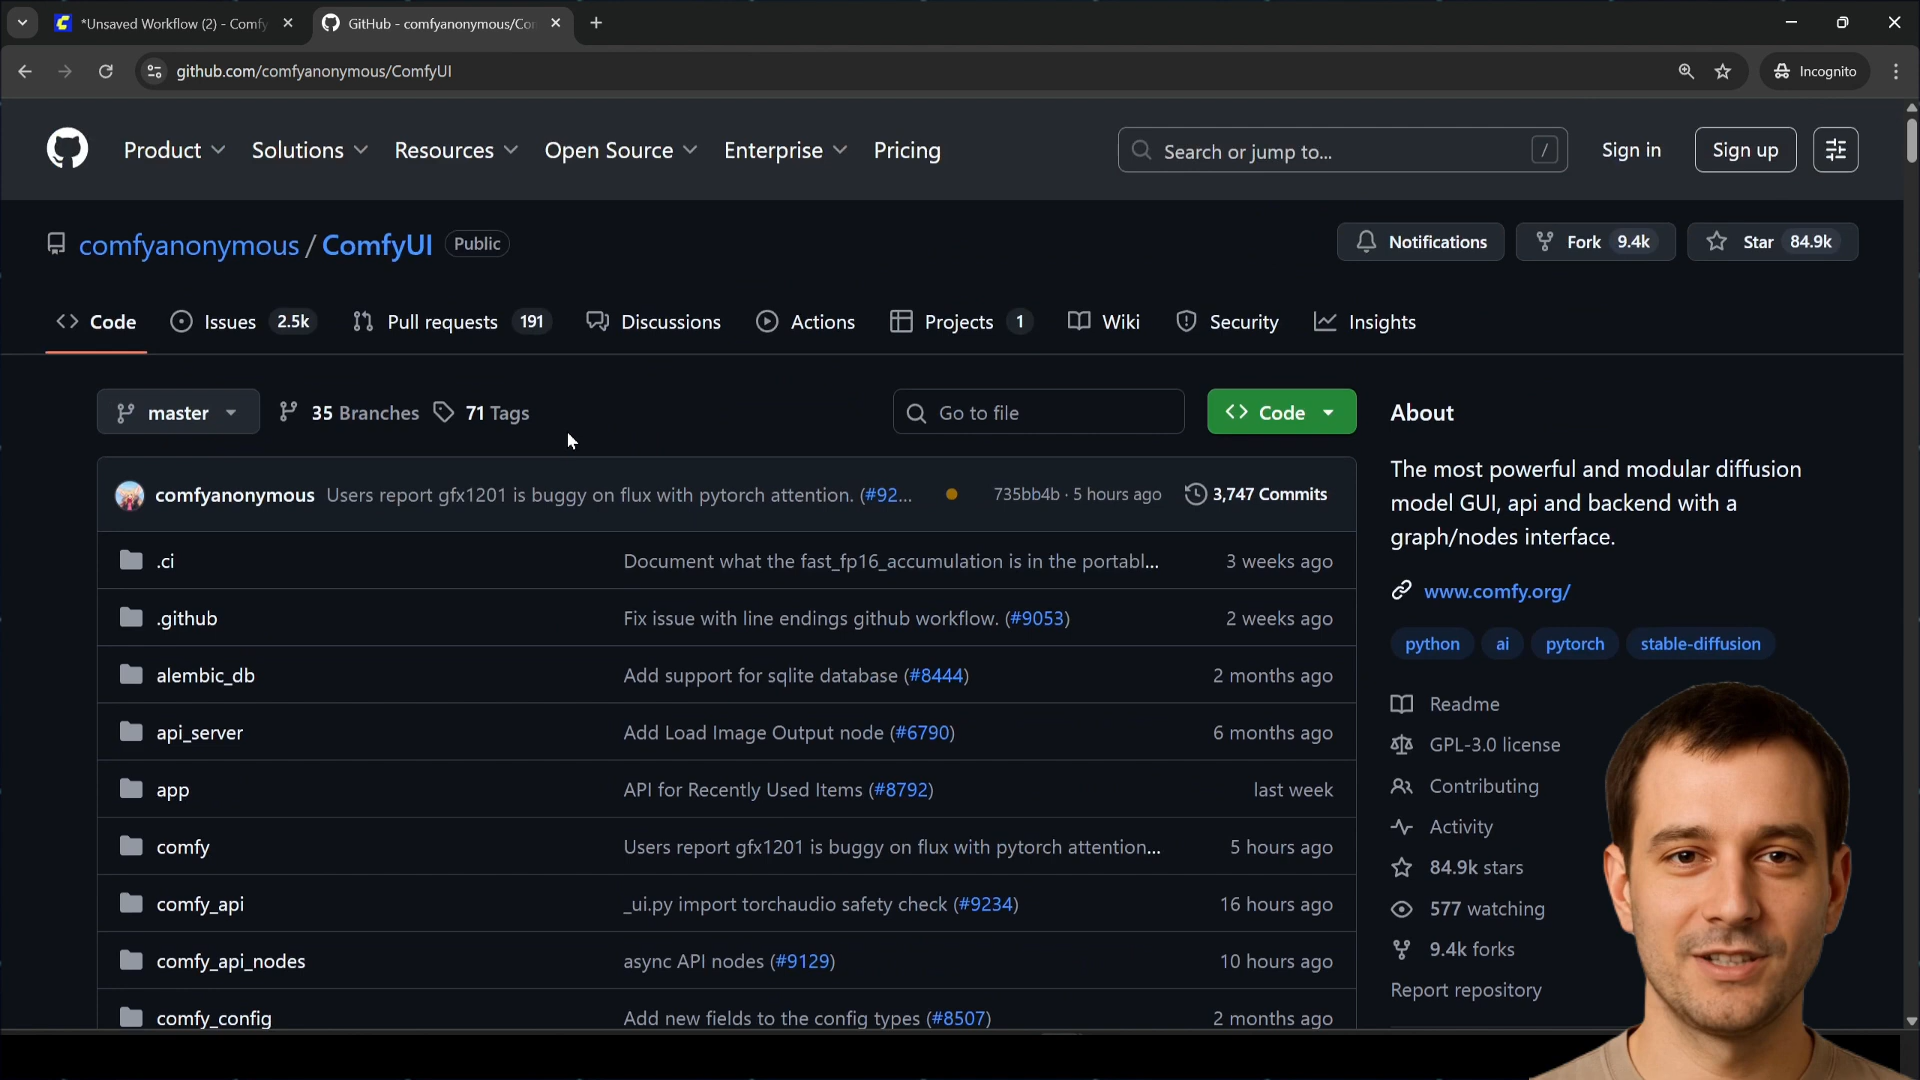 *Unsaved Workflow (2) - Comfy
GitHub - comfyanonymous/Co
github.com/comfyanonymous/ComfyUI
Incognito
Product
Solutions
Resources
Open Source
Enterprise
Pricing
Search or jump to...
/
Sign in
Sign up
comfyanonymous / ComfyUI
Public
Notifications
Fork 9.4k
Star 84.9k
Code
Issues 2.5k
Pull requests 191
Discussions
Actions
Projects 1
Wiki
Security
Insights
master
35 Branches
71 Tags
Go to file
Code
comfyanonymous Users report gfx1201 is buggy on flux with pytorch attention. (#92... 735bb4b · 5 hours ago 3,747 Commits
.ci Document what the fast_fp16_accumulation is in the portabl... 3 weeks ago
.github Fix issue with line endings github workflow. (#9053) 2 weeks ago
alembic_db Add support for sqlite database (#8444) 2 months ago
api_server Add Load Image Output node (#6790) 6 months ago
app API for Recently Used Items (#8792) last week
comfy Users report gfx1201 is buggy on flux with pytorch attention... 5 hours ago
comfy_api _ui.py import torchaudio safety check (#9234) 16 hours ago
comfy_api_nodes async API nodes (#9129) 10 hours ago
comfy_config Add new fields to the config types (#8507) 2 months ago
About
The most powerful and modular diffusion
model GUI, api and backend with a
graph/nodes interface.
www.comfy.org/
python ai pytorch stable-diffusion
Readme
GPL-3.0 license
Contributing
Activity
84.9k stars
577 watching
9.4k forks
Report repository